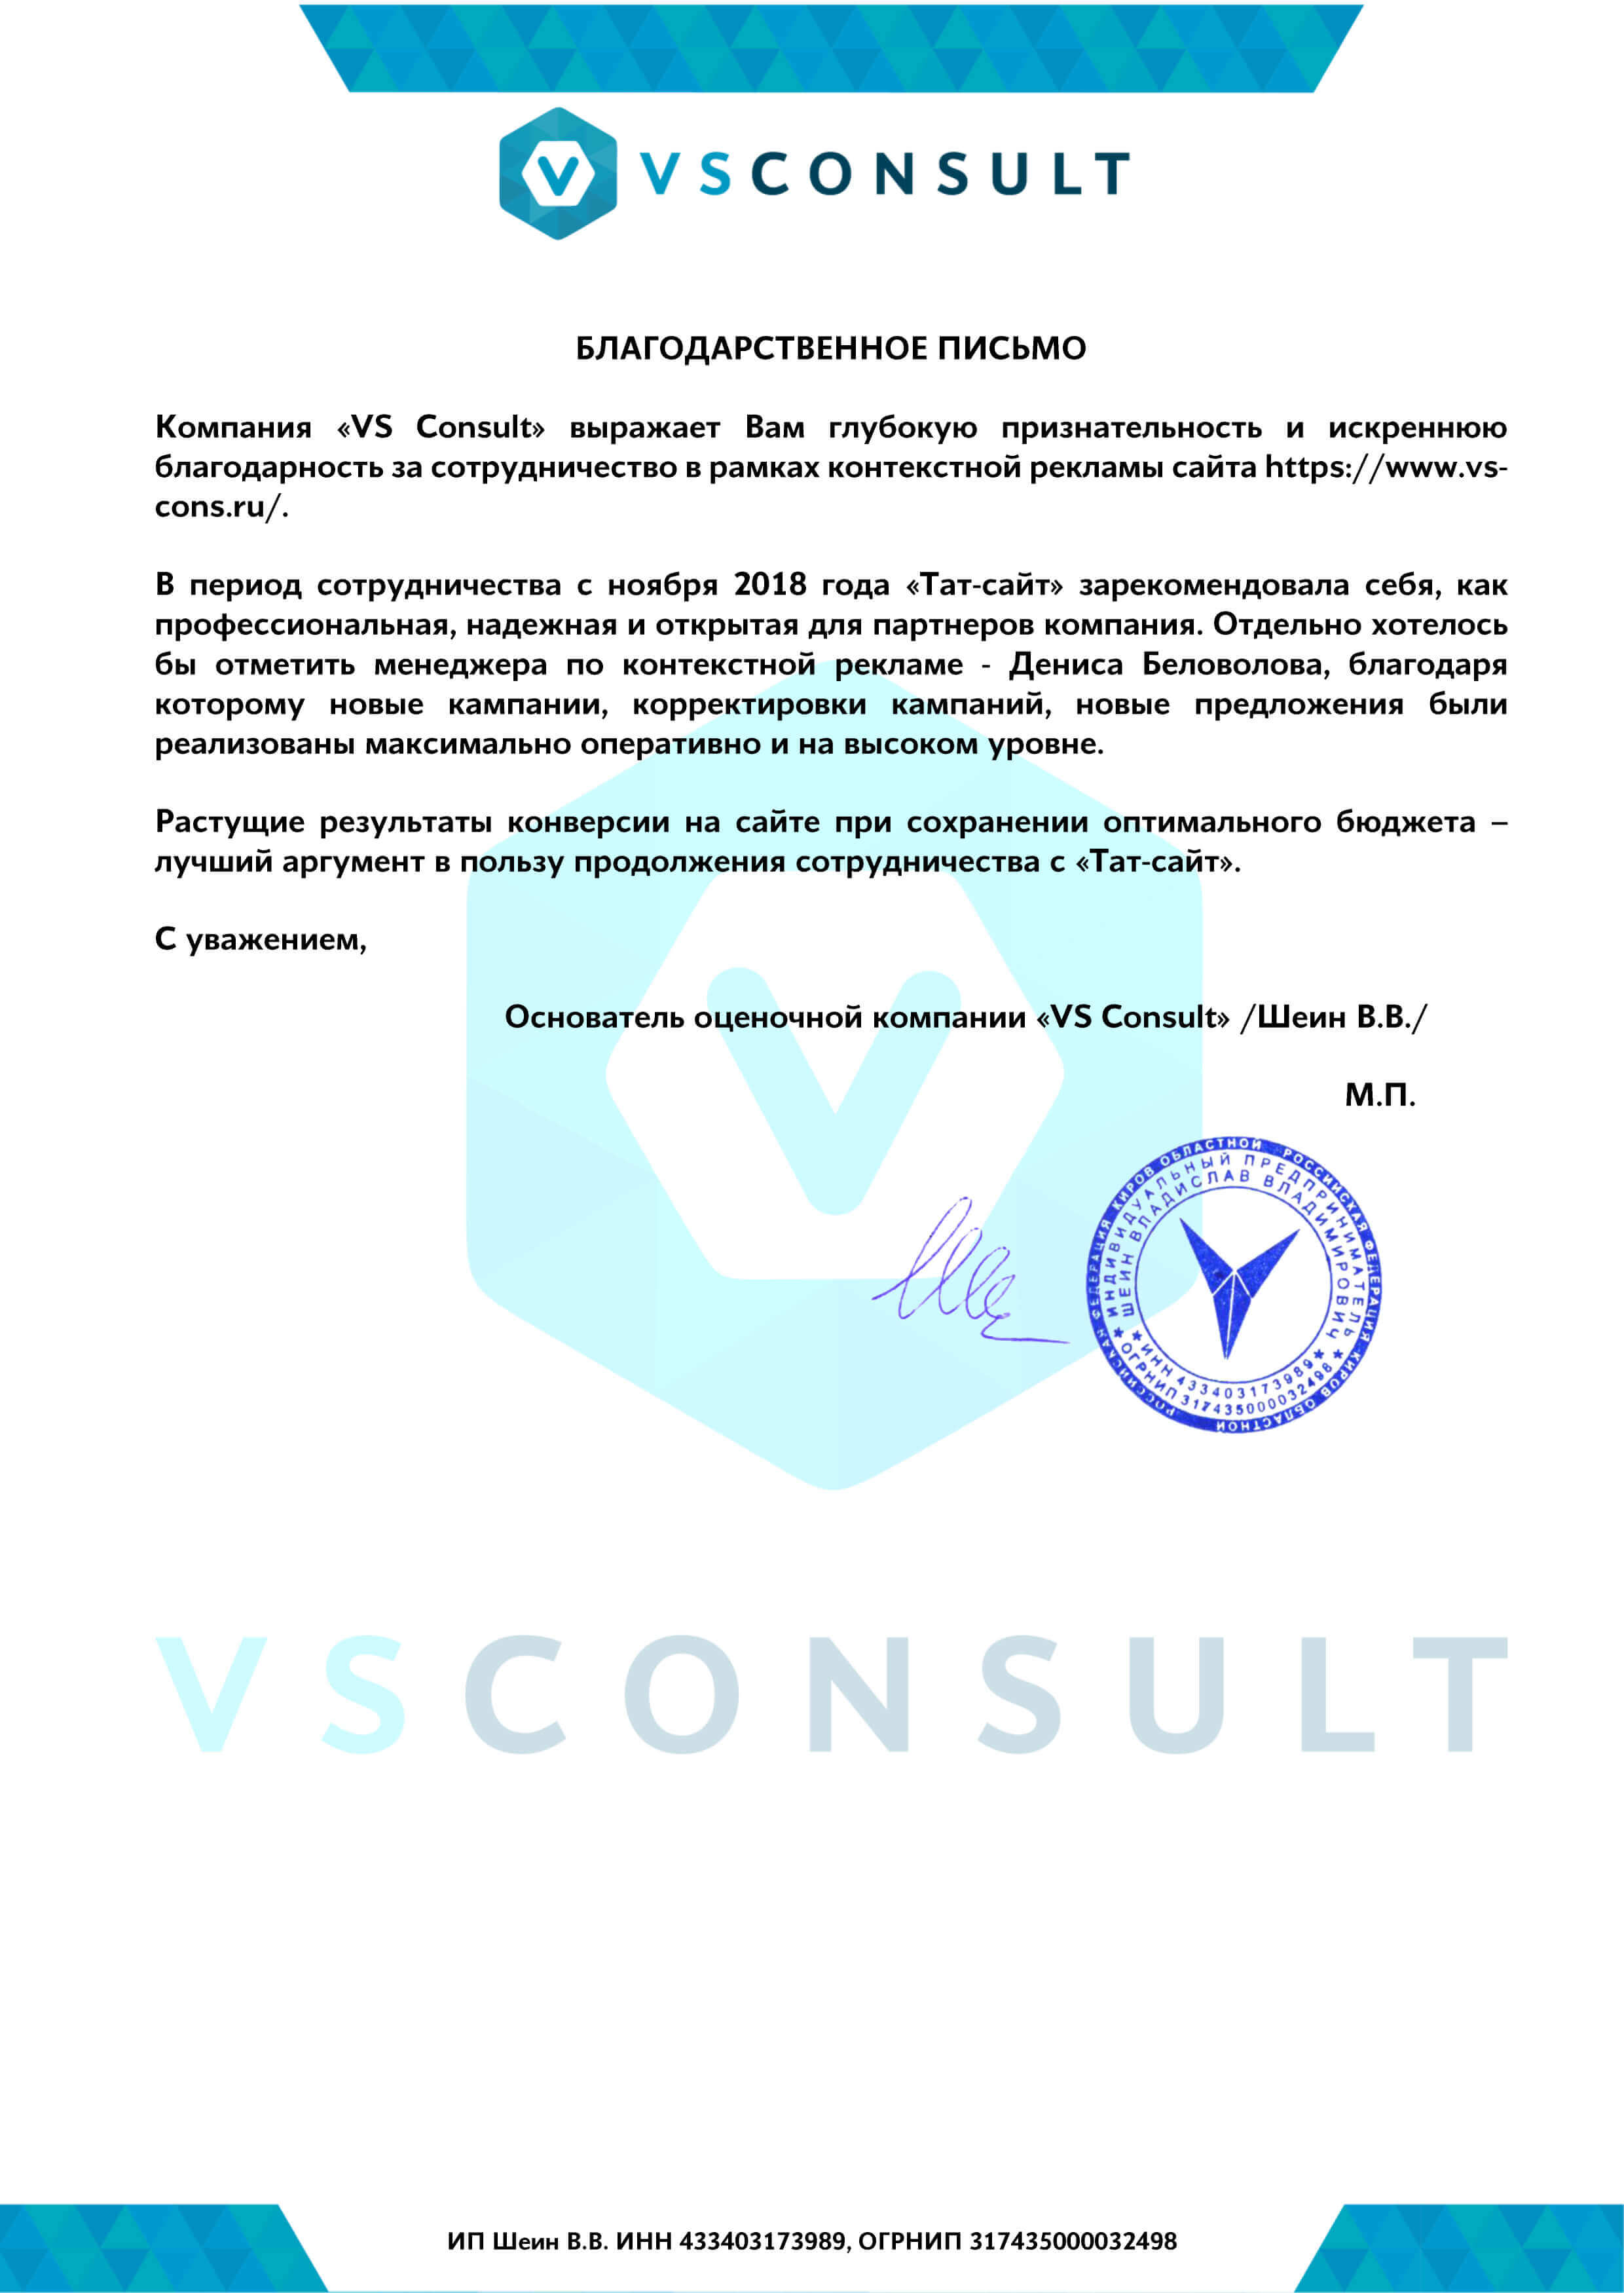 VSCONSULT
БЛАГОДАРСТВЕННОЕ ПИСЬМО
Компания «VS Consult» выражает Вам глубокую признательность и искреннюю
благодарность за сотрудничество в рамках контекстной рекламы сайта https://www.vs-
cons.ru/.
В период сотрудничества с ноября 2018 года «Тат-сайт» зарекомендовала себя, как
профессиональная, надежная и открытая для партнеров компания. Отдельно хотелось
бы отметить менеджера по контекстной рекламе - Дениса Беловолова, благодаря
которому новые кампании, корректировки кампаний, новые предложения были
реализованы максимально оперативно и на высоком уровне.
Растущие результаты конверсии на сайте при сохранении оптимального бюджета –
лучший аргумент в пользу продолжения сотрудничества с «Тат-сайт».
С уважением,
Основатель оценочной компании «VS Consult» /Шеин В.В./
М.П.
РОССИЙСКАЯ ФЕДЕРАЦИЯ КИРОВ ОБЛАСТНОЙ РОССИЙСКАЯ ФЕДЕРАЦИЯ КИРОВ ОБЛАСТНОЙ
ИНДИВИДУАЛЬНЫЙ ПРЕДПРИНИМАТЕЛЬ
ШЕИН ВЛАДИСЛАВ ВЛАДИМИРОВИЧ
ИНН 433403173989
ОГРНИП 317435000032498
VSCONSULT
ИП Шеин В.В. ИНН 433403173989, ОГРНИП 317435000032498